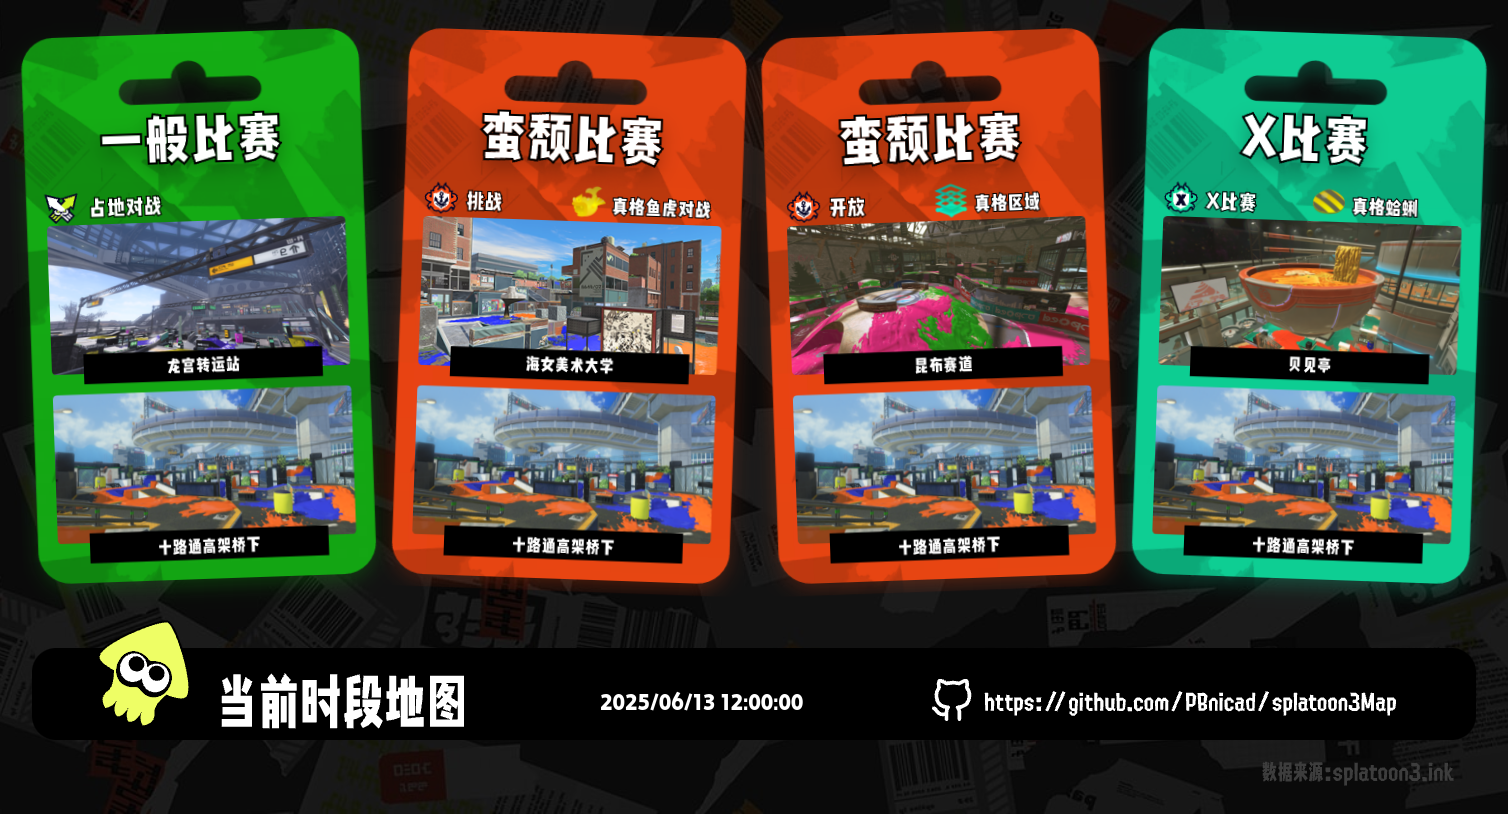 一般比赛
占地对战
龙宫转运站
十路通高架桥下
蛮颓比赛
挑战
真格鱼虎对战
海女美术大学
十路通高架桥下
蛮颓比赛
开放
真格区域
昆布赛道
十路通高架桥下
X比赛
X比赛
真格蛤蜊
贝见亭
十路通高架桥下
当前时段地图
2025/06/13 12:00:00
https://github.com/PBnicad/splatoon3Map
数据来源:splatoon3.ink